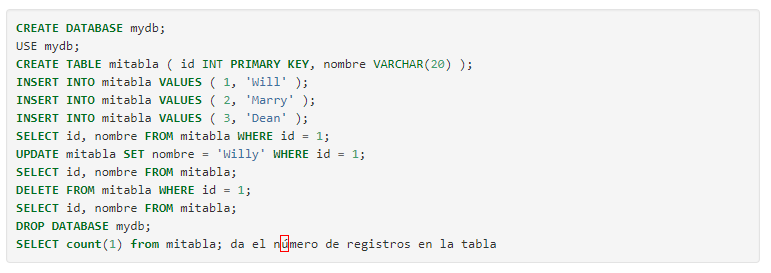 CREATE DATABASE mydb;
USE mydb;
CREATE TABLE mitabla ( id INT PRIMARY KEY, nombre VARCHAR(20) );
INSERT INTO mitabla VALUES ( 1, 'Will' );
INSERT INTO mitabla VALUES ( 2, 'Marry' );
INSERT INTO mitabla VALUES ( 3, 'Dean' );
SELECT id, nombre FROM mitabla WHERE id = 1;
UPDATE mitabla SET nombre = 'Willy' WHERE id = 1;
SELECT id, nombre FROM mitabla;
DELETE FROM mitabla WHERE id = 1;
SELECT id, nombre FROM mitabla;
DROP DATABASE mydb;
SELECT count(1) from mitabla; da el número de registros en la tabla